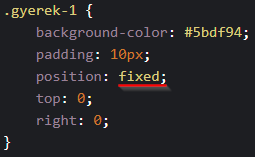 .gyerek-1 {
background-color: #5bdf94;
padding: 10px;
position: fixed;
top: 0;
right: 0;
}